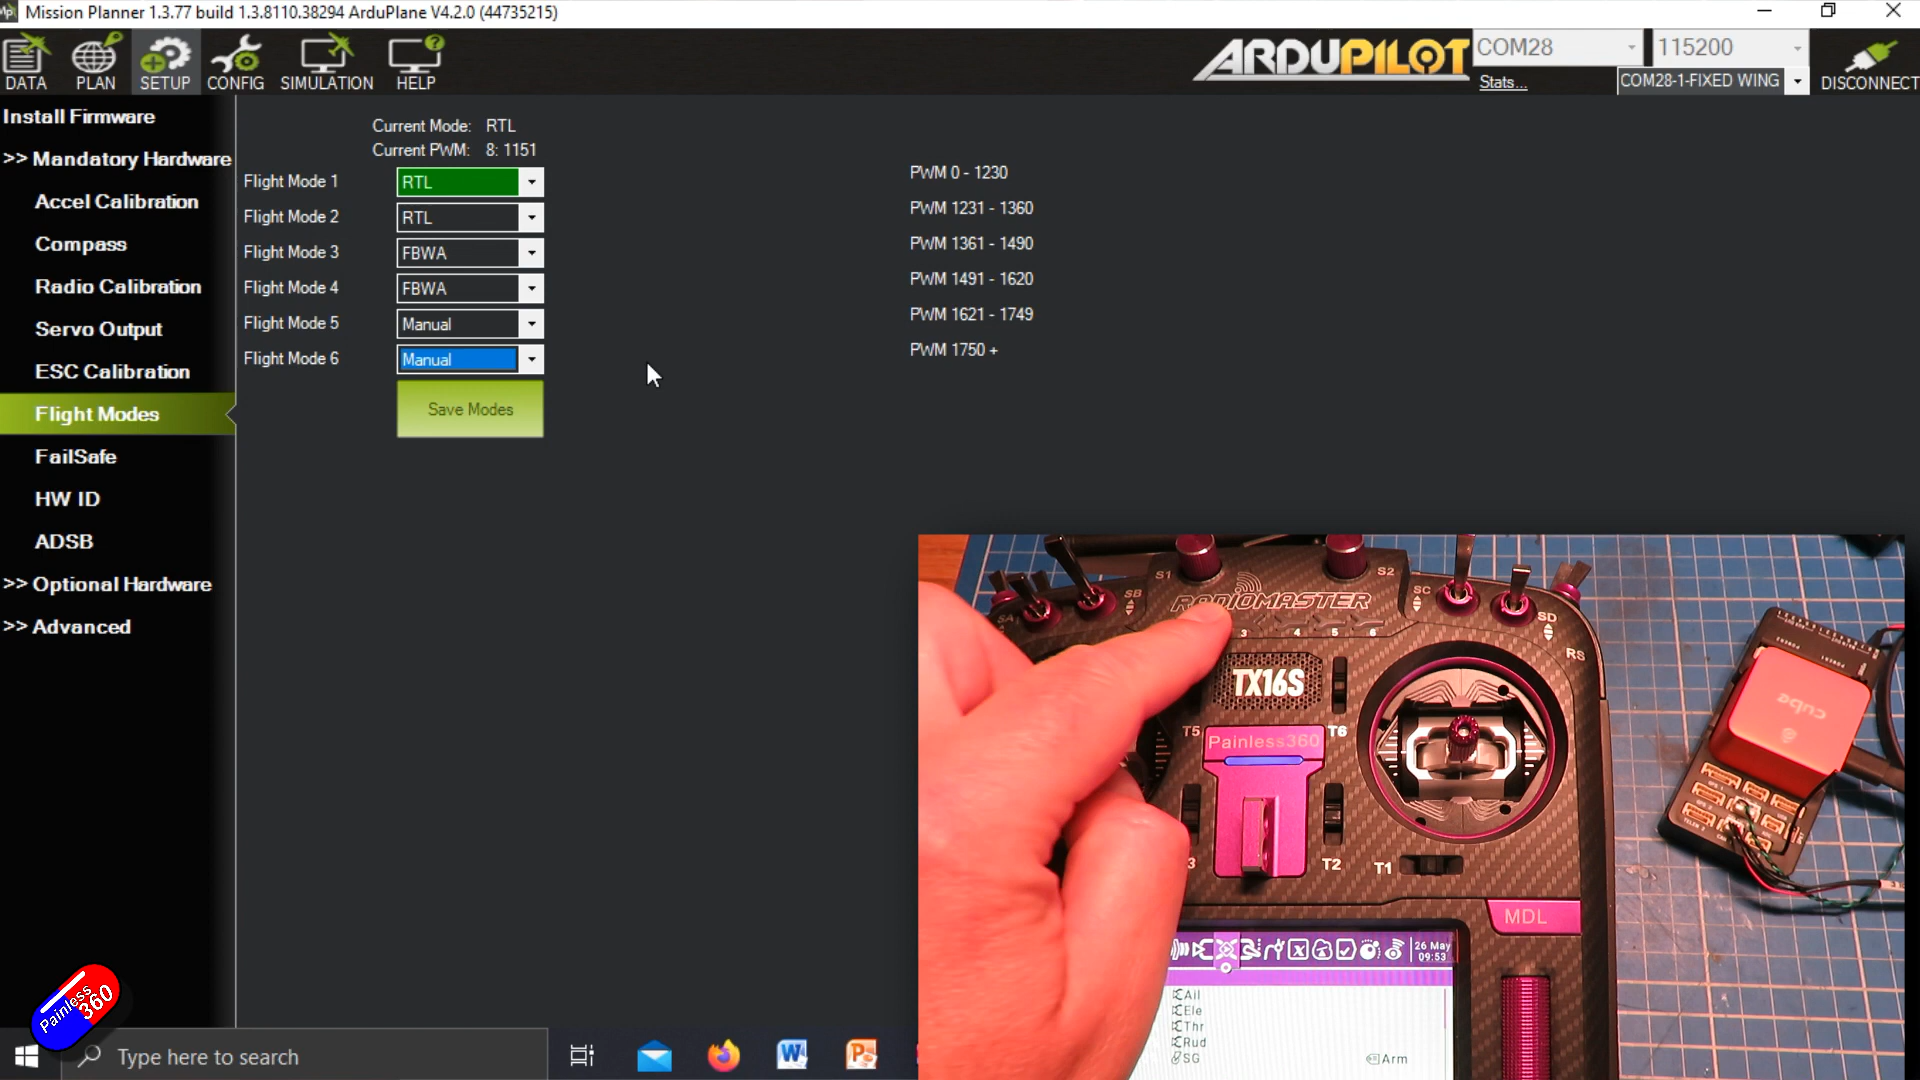 Mission Planner 1.3.77 build 1.3.8110.38294 ArduPlane V4.2.0 (44735215)
DATA
PLAN
SETUP
CONFIG
SIMULATION
HELP
ARDUPILOT
COM28
115200
Stats...
COM28-1-FIXED WING
DISCONNECT
Install Firmware
>> Mandatory Hardware
Accel Calibration
Compass
Radio Calibration
Servo Output
ESC Calibration
Flight Modes
FailSafe
HW ID
ADSB
>> Optional Hardware
>> Advanced
Current Mode: RTL
Current PWM: 8: 1151
Flight Mode 1 RTL PWM 0 - 1230
Flight Mode 2 RTL PWM 1231 - 1360
Flight Mode 3 FBWA PWM 1361 - 1490
Flight Mode 4 FBWA PWM 1491 - 1620
Flight Mode 5 Manual PWM 1621 - 1749
Flight Mode 6 Manual PWM 1750 +
Save Modes
S1
S2
SA
SB
SC
SD
RS
RADIOMASTER
3 4 5 6
TX16S
T5
T6
Painless360
3
T2
T1
MDL
26 May
09:53
Ail
Ele
Thr
Rud
SG
Arm
cube
Painless
360
Type here to search